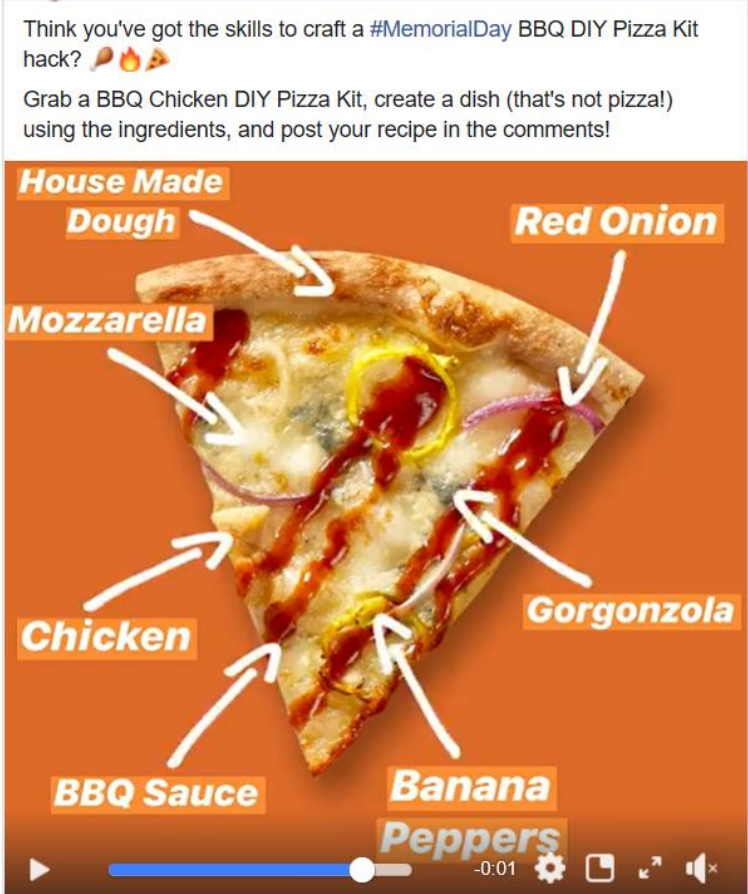 Think you've got the skills to craft a #MemorialDay BBQ DIY Pizza Kit
hack? 🍗🔥🍕
Grab a BBQ Chicken DIY Pizza Kit, create a dish (that's not pizza!)
using the ingredients, and post your recipe in the comments!
House Made
Dough
Red Onion
Mozzarella
Chicken
Gorgonzola
BBQ Sauce
Banana
Peppers
-0:01